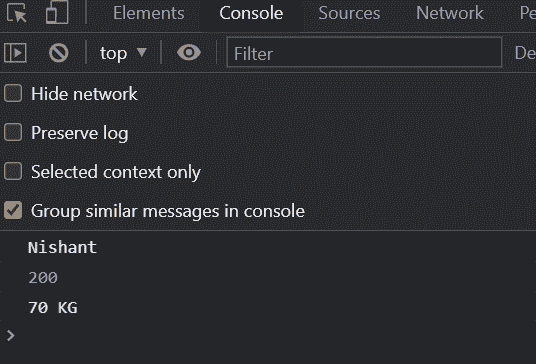 Elements Console Sources Network Pe
top ▼ Filter De
Hide network
Preserve log
Selected context only
Group similar messages in console
Nishant
200
70 KG
>